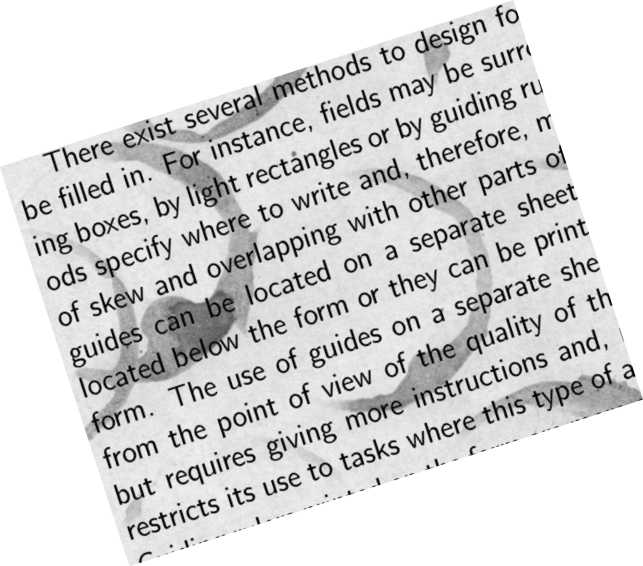 There exist several methods to design fo
be filled in. For instance, fields may be surro
ing boxes, by light rectangles or by guiding ru
ods specify where to write and, therefore, m
of skew and overlapping with other parts of
guides can be located on a separate sheet
located below the form or they can be print
form. The use of guides on a separate she
from the point of view of the quality of th
but requires giving more instructions and,
restricts its use to tasks where this type of a